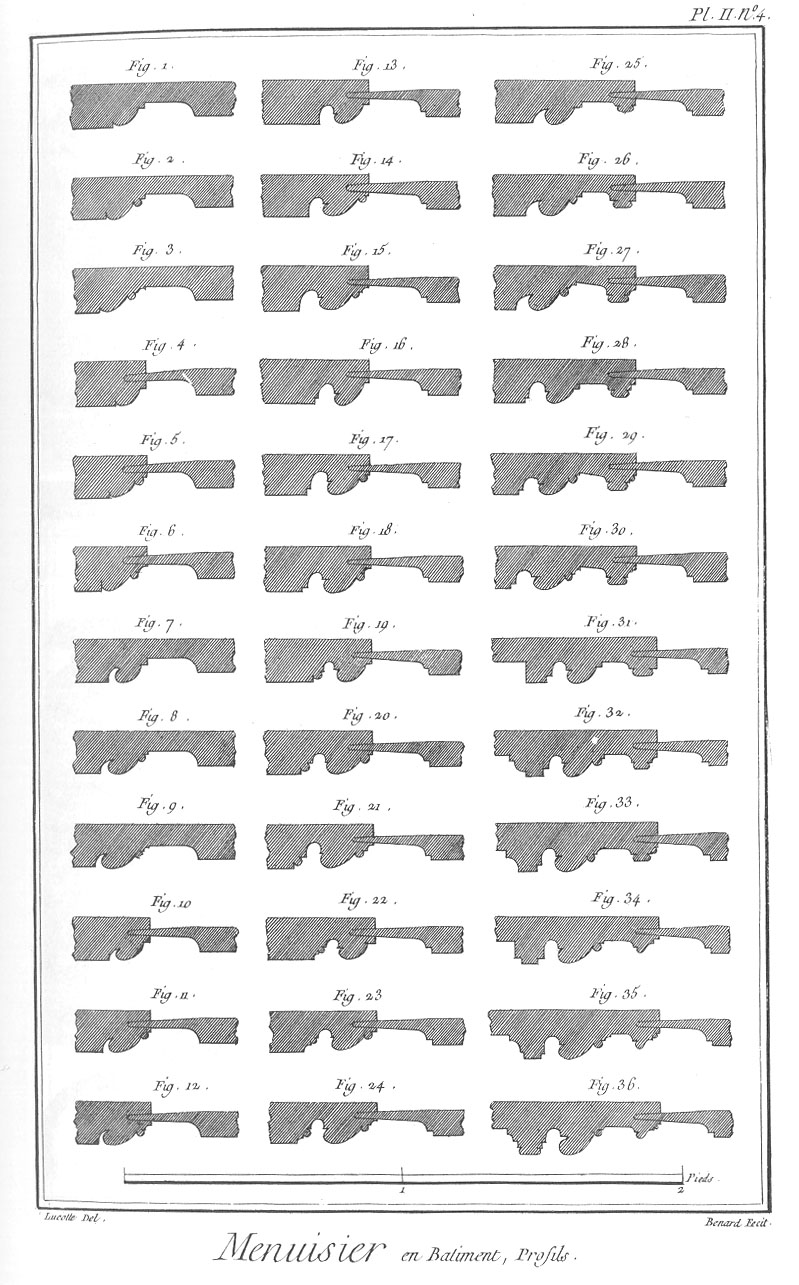 Pl. II. N.º 4.
Fig. 1. Fig. 13. Fig. 25.
Fig. 2. Fig. 14. Fig. 26.
Fig. 3. Fig. 15. Fig. 27.
Fig. 4. Fig. 16. Fig. 28.
Fig. 5. Fig. 17. Fig. 29.
Fig. 6. Fig. 18. Fig. 30.
Fig. 7. Fig. 19. Fig. 31.
Fig. 8. Fig. 20. Fig. 32.
Fig. 9. Fig. 21. Fig. 33.
Fig. 10 Fig. 22. Fig. 34.
Fig. 11. Fig. 23 Fig. 35.
Fig. 12. Fig. 24. Fig. 36.
Pieds.
1 2
Lucotte Del. Benard Fecit.
Menuisier en Batiment, Profils.